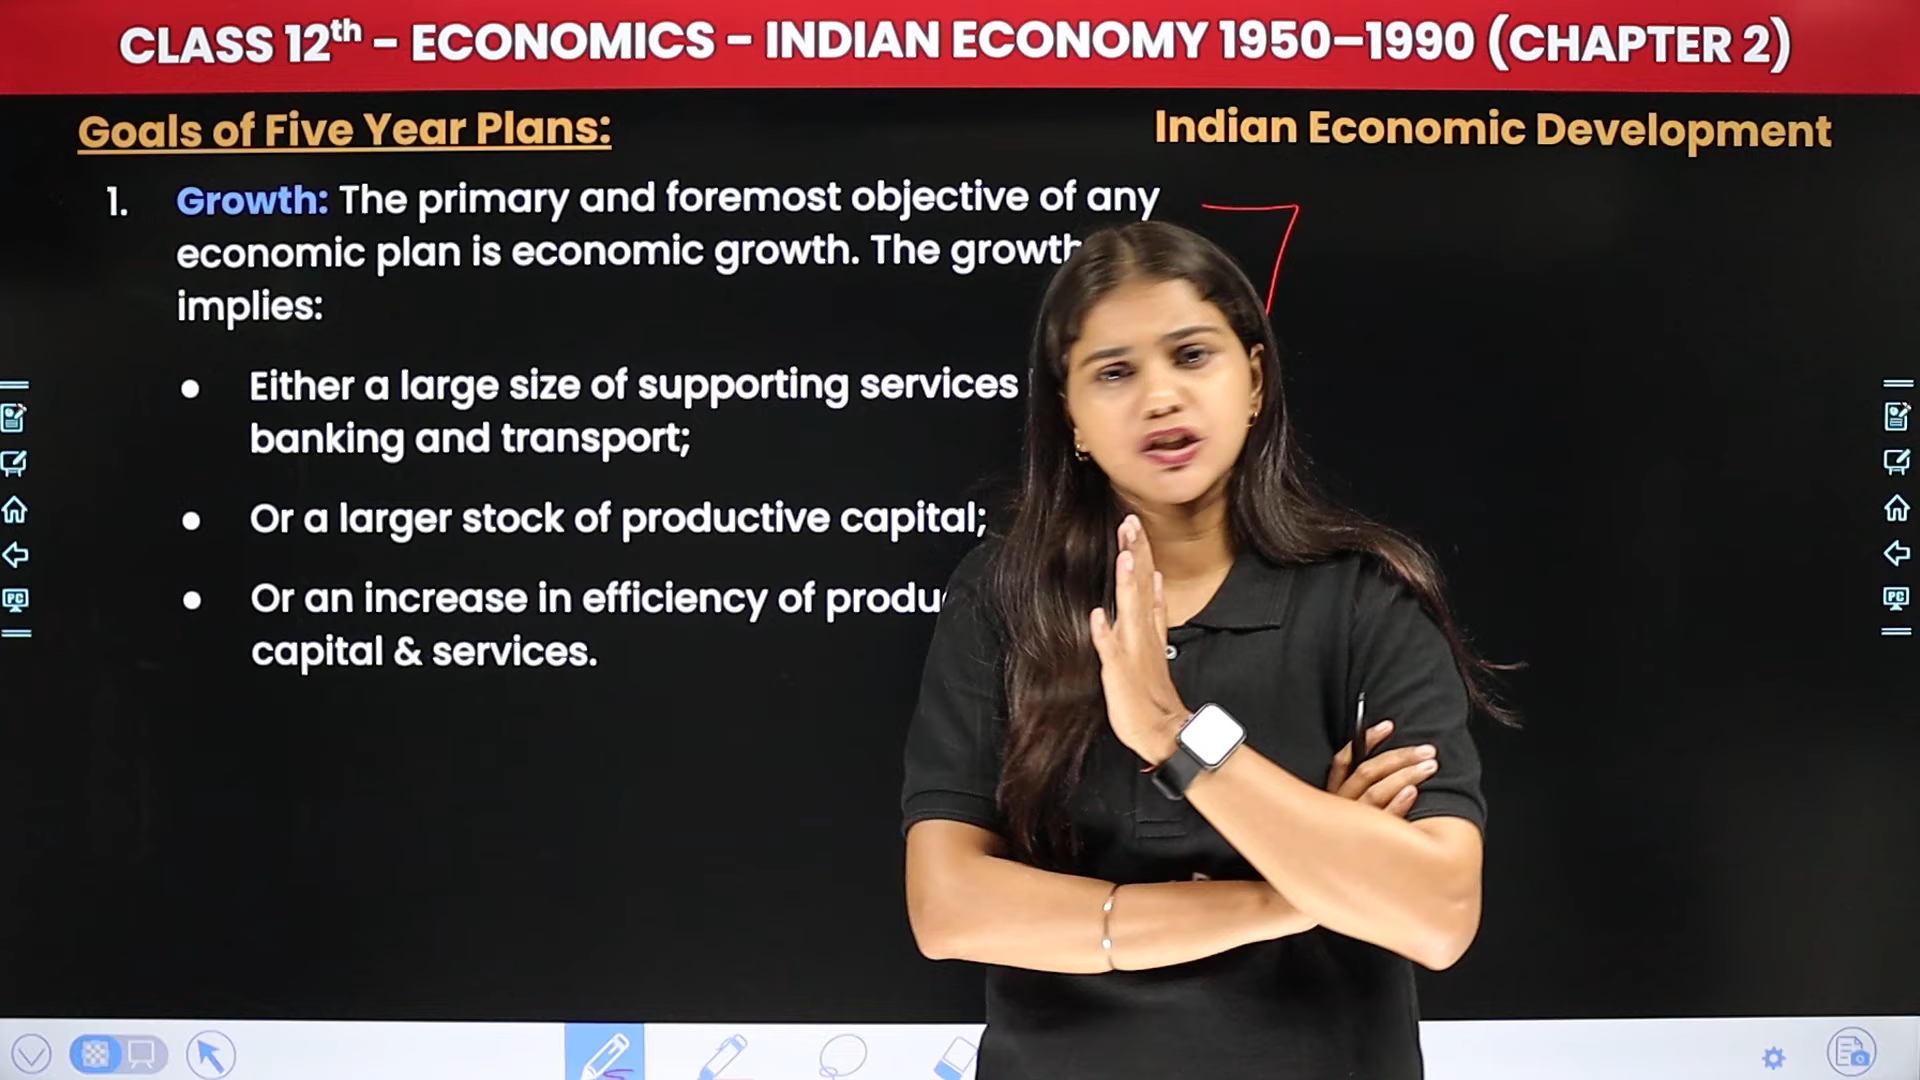 CLASS 12th – ECONOMICS – INDIAN ECONOMY 1950–1990 (CHAPTER 2)
Goals of Five Year Plans:
Indian Economic Development
1. Growth: The primary and foremost objective of any
economic plan is economic growth. The growth
implies:
● Either a large size of supporting services
banking and transport;
● Or a larger stock of productive capital;
● Or an increase in efficiency of
capital & services.
PC
PC